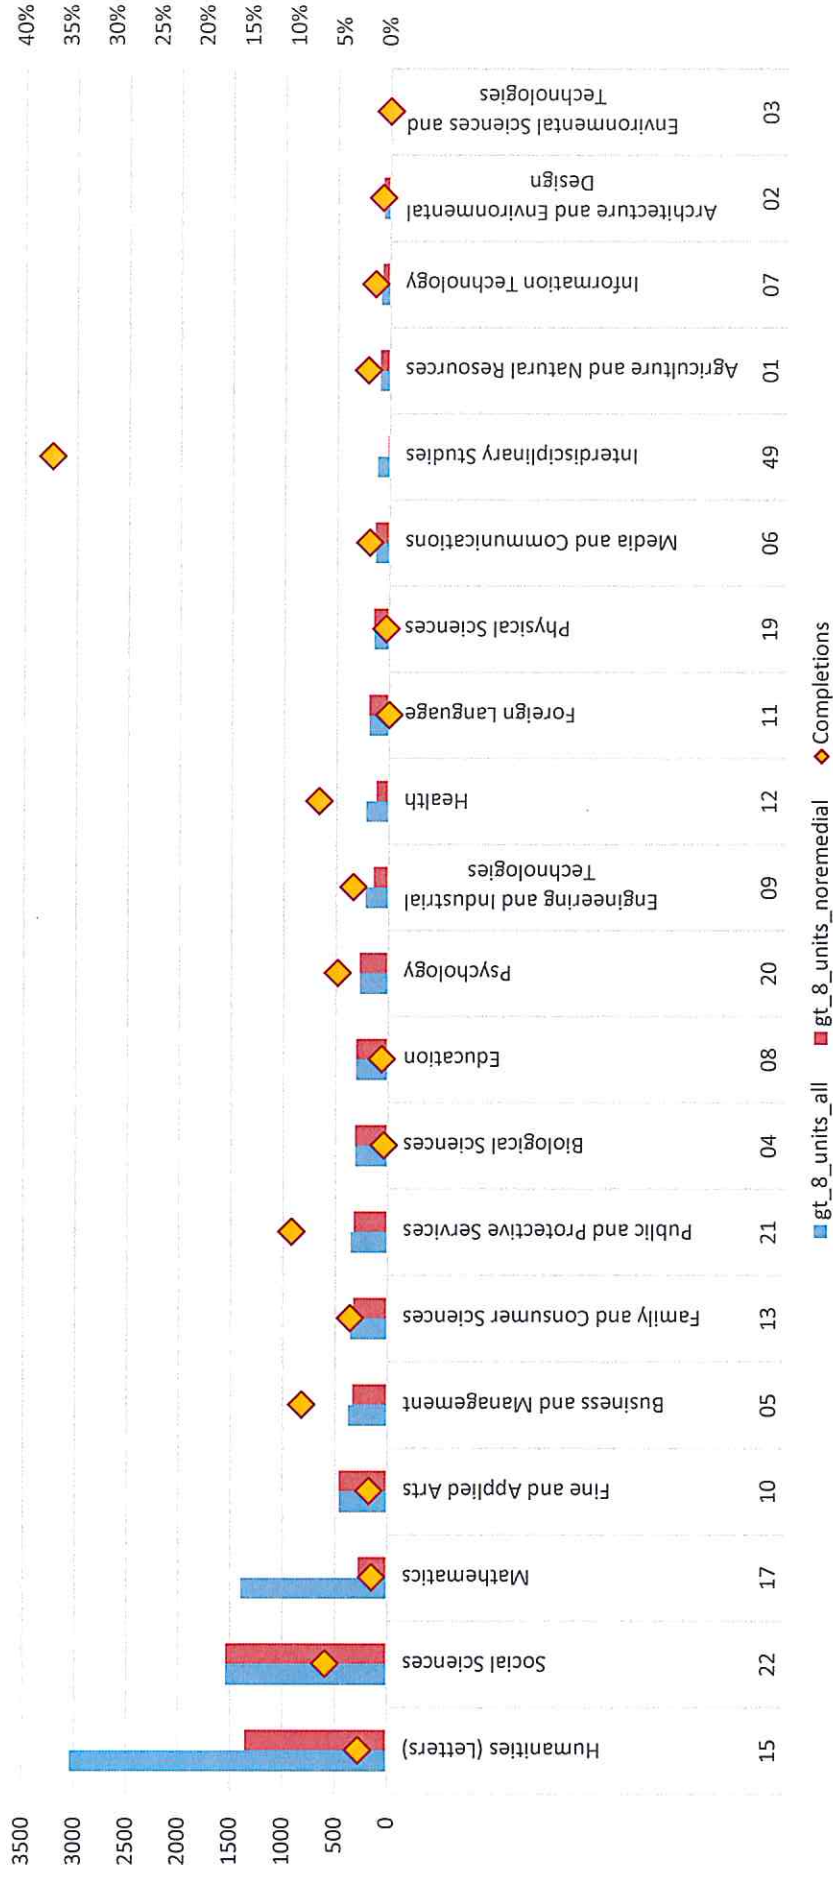 3500
3000
2500
2000
1500
1000
500
0
40%
35%
30%
25%
20%
15%
10%
5%
0%
Humanities (Letters)
Social Sciences
Mathematics
Fine and Applied Arts
Business and Management
Family and Consumer Sciences
Public and Protective Services
Biological Sciences
Education
Psychology
Engineering and Industrial
Technologies
Health
Foreign Language
Physical Sciences
Media and Communications
Interdisciplinary Studies
Agriculture and Natural Resources
Information Technology
Architecture and Environmental
Design
Environmental Sciences and
Technologies
15
22
17
10
05
13
21
04
08
20
09
12
11
19
06
49
01
07
02
03
gt_8_units_all
gt_8_units_noremedial
Completions